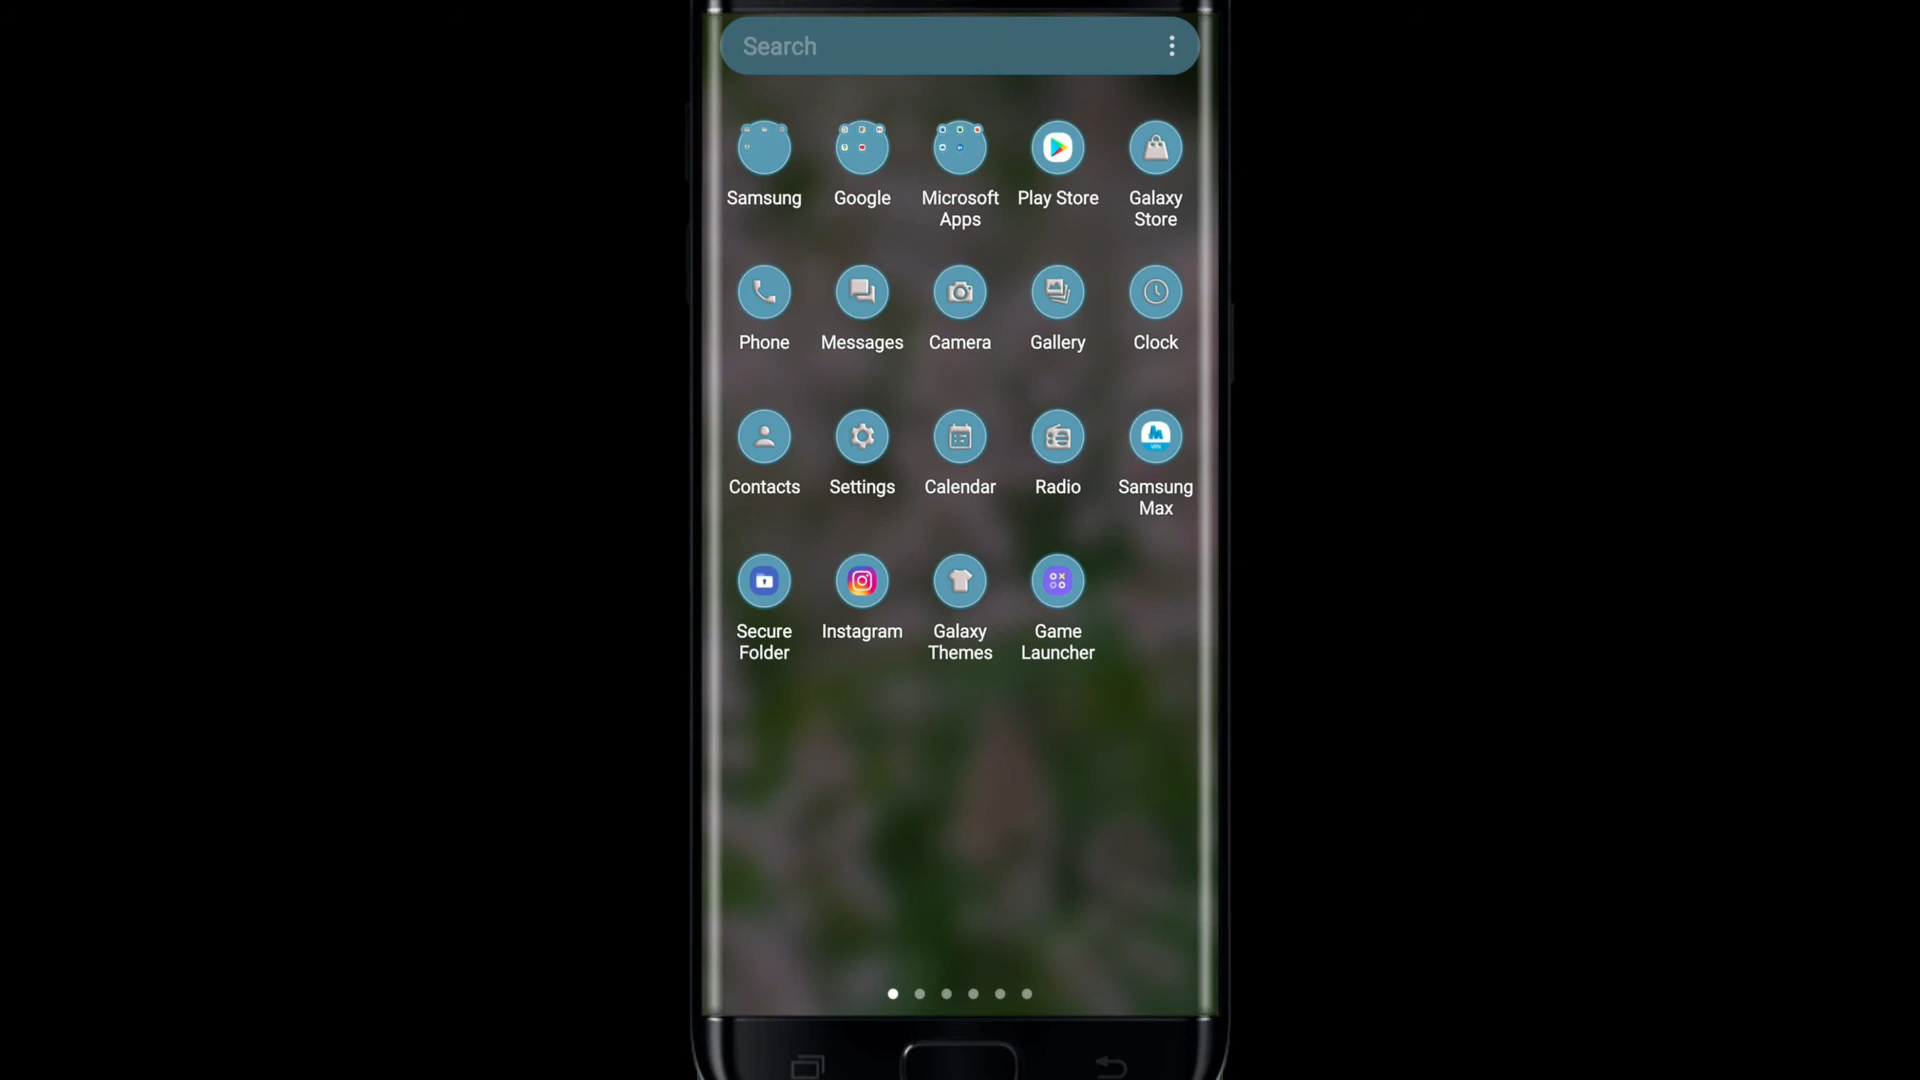 Search
Samsung
Google
Microsoft
Apps
Play Store
Galaxy
Store
Phone
Messages
Camera
Gallery
Clock
Contacts
Settings
Calendar
Radio
VPN
Samsung
Max
Secure
Folder
Instagram
Galaxy
Themes
Game
Launcher